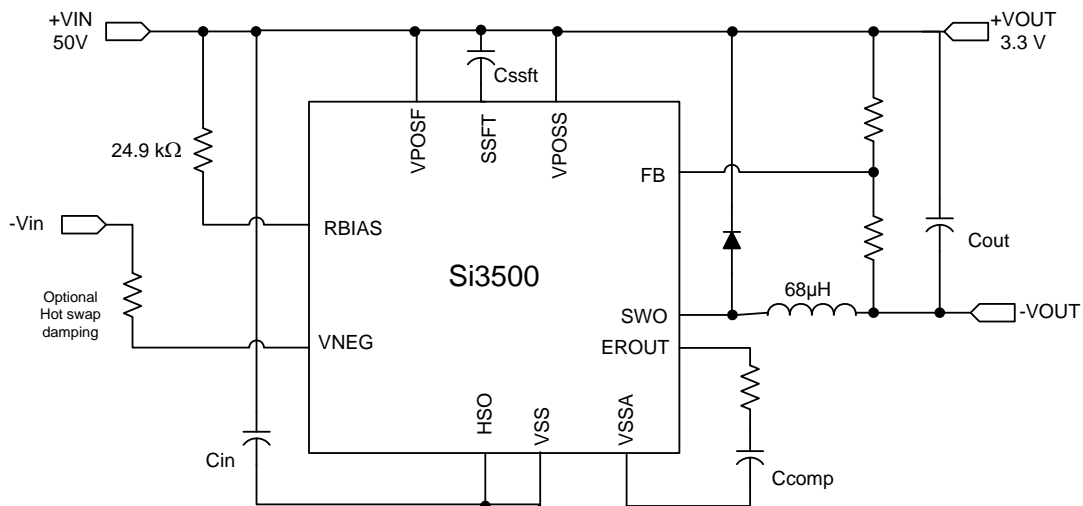 +VIN
50V
+VOUT
3.3 V
Cssft
VPOSF
SSFT
VPOSS
24.9 kΩ
FB
-Vin
RBIAS
Cout
Si3500
Optional
Hot swap
damping
68µH
SWO
-VOUT
VNEG
EROUT
HSO
VSS
VSSA
Cin
Ccomp